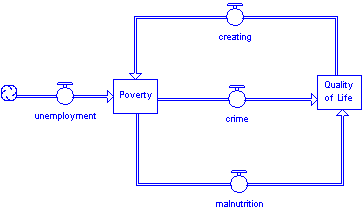 creating
Poverty
Quality
of Life
unemployment
crime
malnutrition